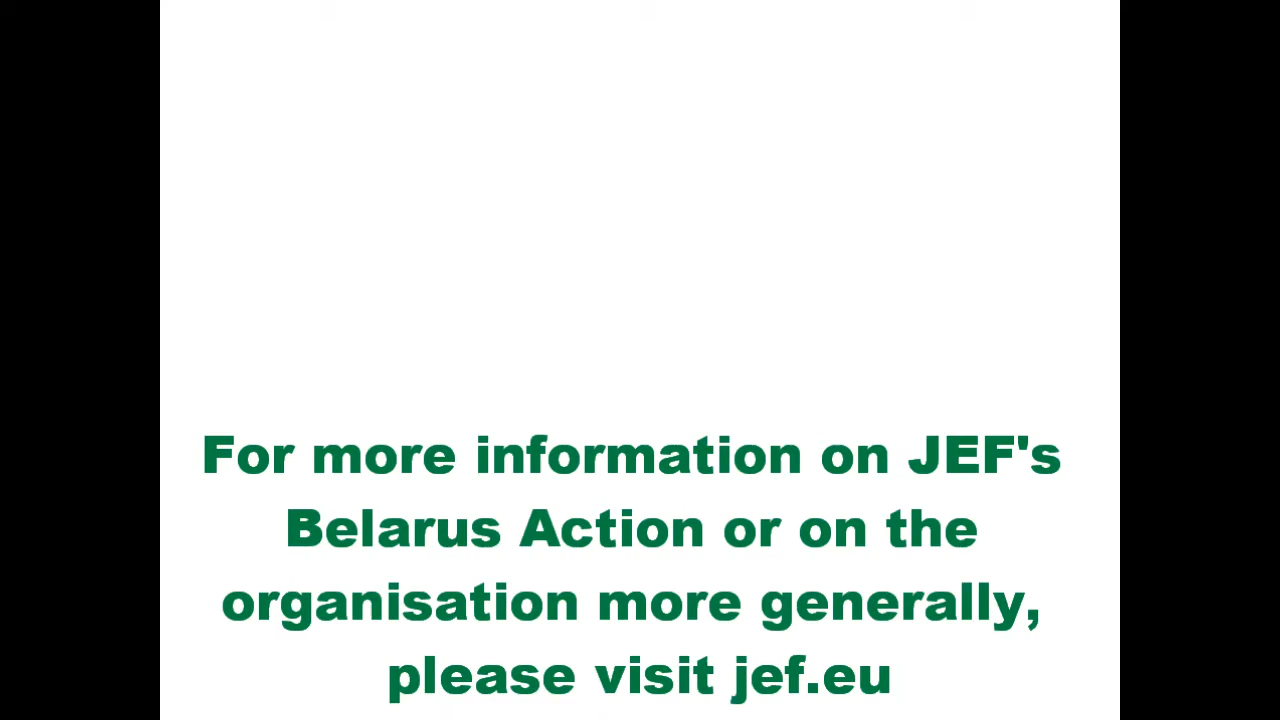 For more information on JEF's
Belarus Action or on the
organisation more generally,
please visit jef.eu